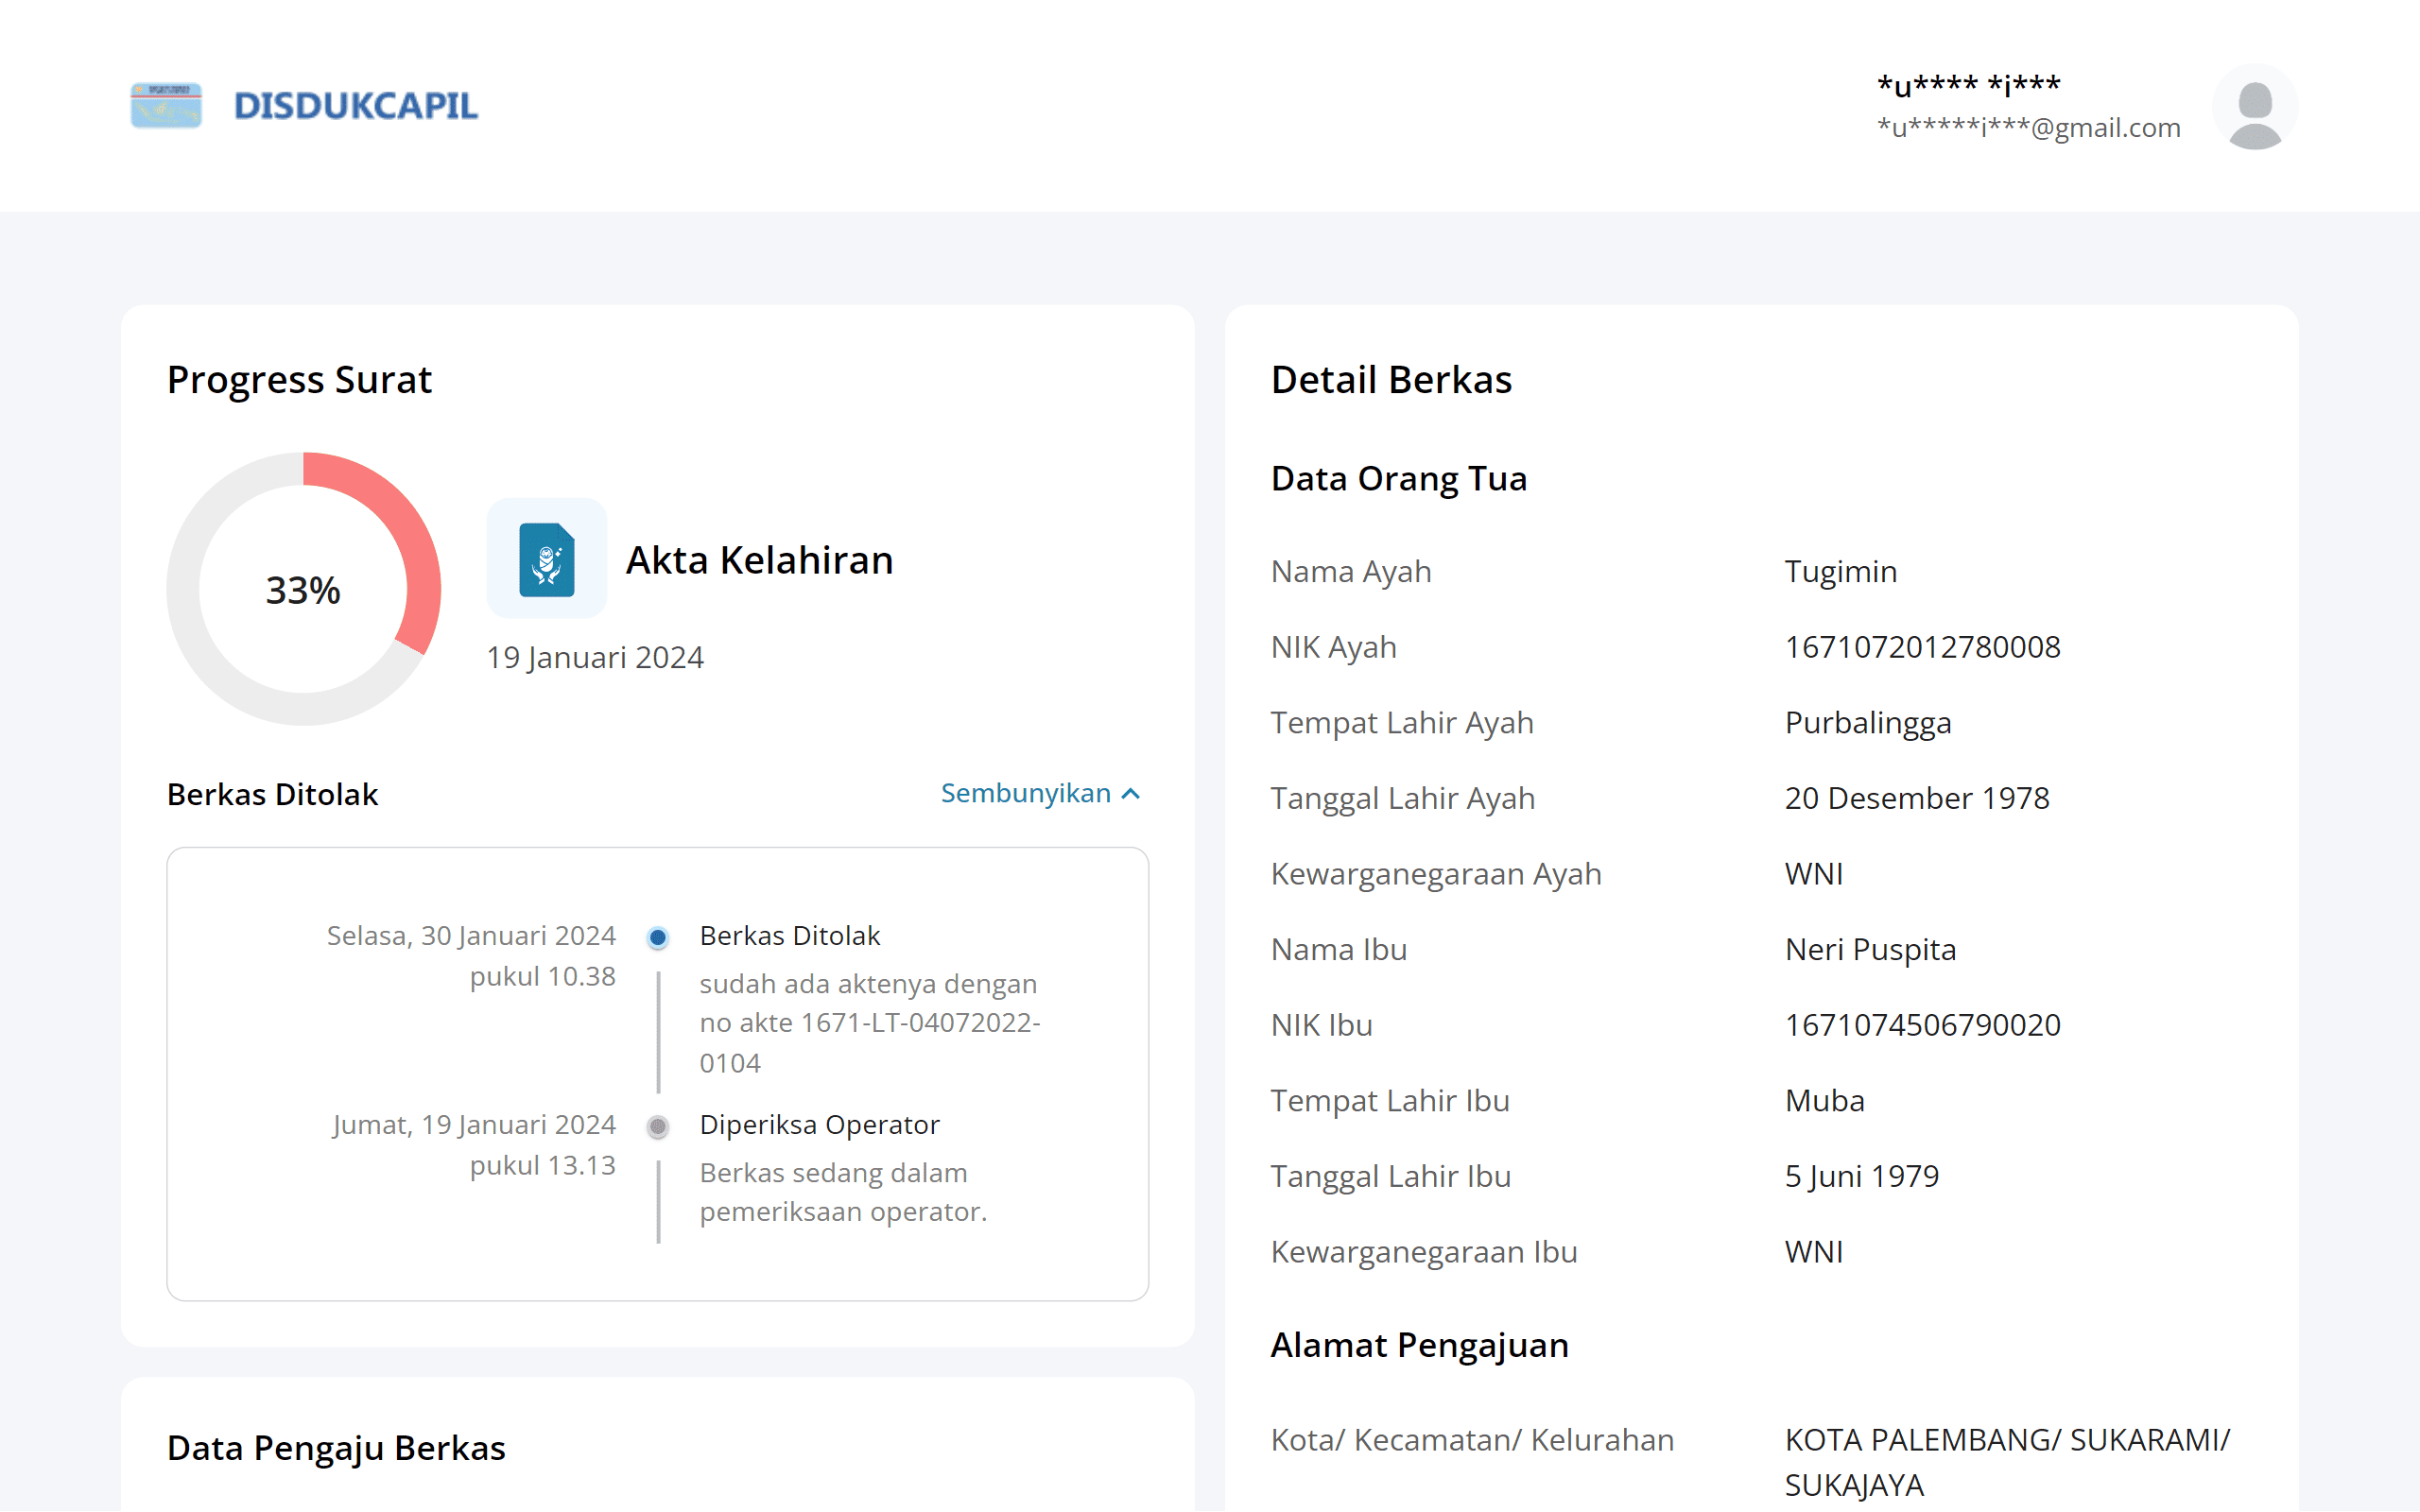 DISDUKCAPIL
*u**** *i***
*u*****i***@gmail.com
Progress Surat
33%
Akta Kelahiran
19 Januari 2024
Berkas Ditolak
Sembunyikan
Selasa, 30 Januari 2024
pukul 10.38
Berkas Ditolak
sudah ada aktenya dengan
no akte 1671-LT-04072022-
0104
Jumat, 19 Januari 2024
pukul 13.13
Diperiksa Operator
Berkas sedang dalam
pemeriksaan operator.
Data Pengaju Berkas
Detail Berkas
Data Orang Tua
Nama Ayah Tugimin
NIK Ayah 1671072012780008
Tempat Lahir Ayah Purbalingga
Tanggal Lahir Ayah 20 Desember 1978
Kewarganegaraan Ayah WNI
Nama Ibu Neri Puspita
NIK Ibu 1671074506790020
Tempat Lahir Ibu Muba
Tanggal Lahir Ibu 5 Juni 1979
Kewarganegaraan Ibu WNI
Alamat Pengajuan
Kota/ Kecamatan/ Kelurahan KOTA PALEMBANG/ SUKARAMI/
SUKAJAYA